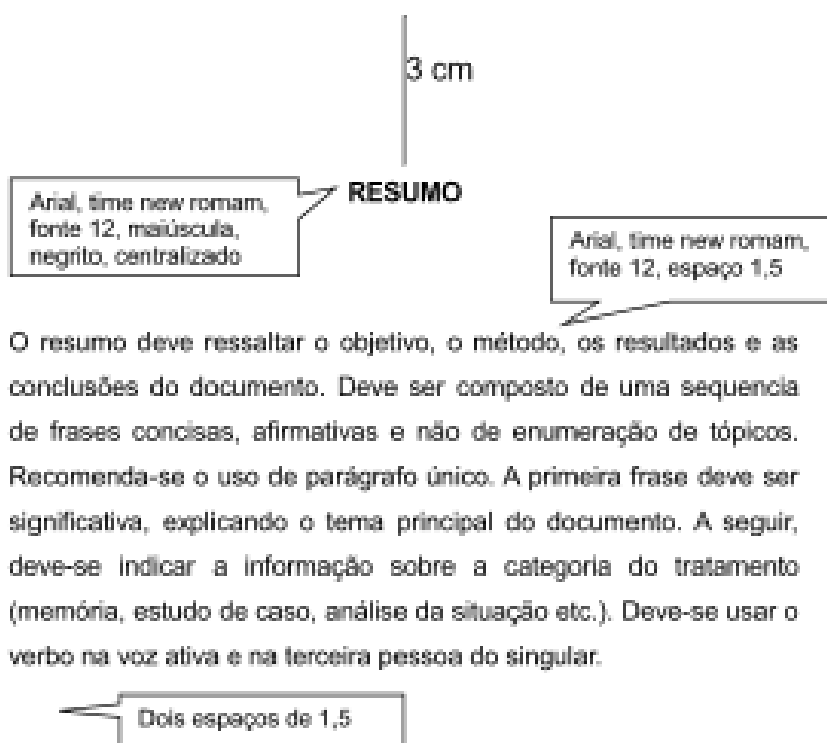 3 cm
RESUMO
Arial, time new romam,
fonte 12, maiúscula,
negrito, centralizado
Arial, time new romam,
fonte 12, espaço 1,5
O resumo deve ressaltar o objetivo, o método, os resultados e as
conclusões do documento. Deve ser composto de uma sequencia
de frases concisas, afirmativas e não de enumeração de tópicos.
Recomenda-se o uso de parágrafo único. A primeira frase deve ser
significativa, explicando o tema principal do documento. A seguir,
deve-se indicar a informação sobre a categoria do tratamento
(memória, estudo de caso, análise da situação etc.). Deve-se usar o
verbo na voz ativa e na terceira pessoa do singular.
Dois espaços de 1,5